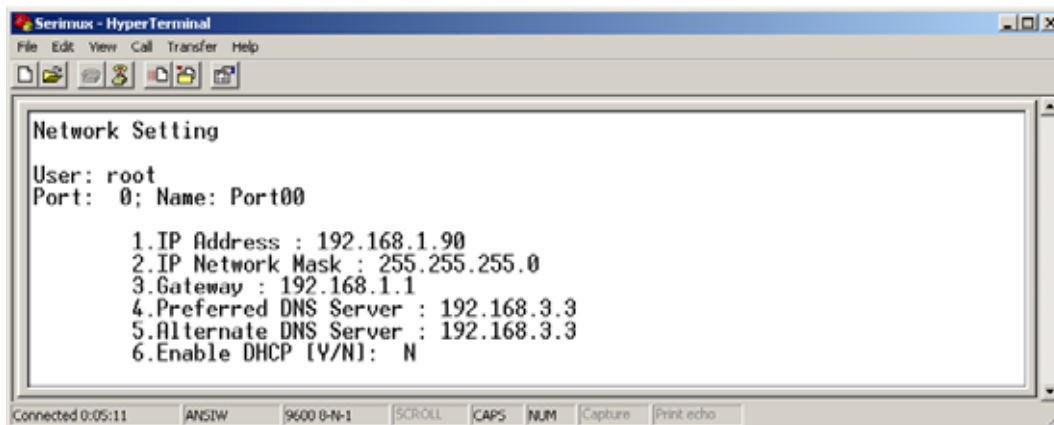 Serimux - HyperTerminal
File Edit View Call Transfer Help
Network Setting
User: root
Port:  0; Name: Port00
1.IP Address : 192.168.1.90
2.IP Network Mask : 255.255.255.0
3.Gateway : 192.168.1.1
4.Preferred DNS Server : 192.168.3.3
5.Alternate DNS Server : 192.168.3.3
6.Enable DHCP [Y/N]:  N
Connected 0:05:11 ANSIW 9600 8-N-1 SCROLL CAPS NUM Capture Print echo